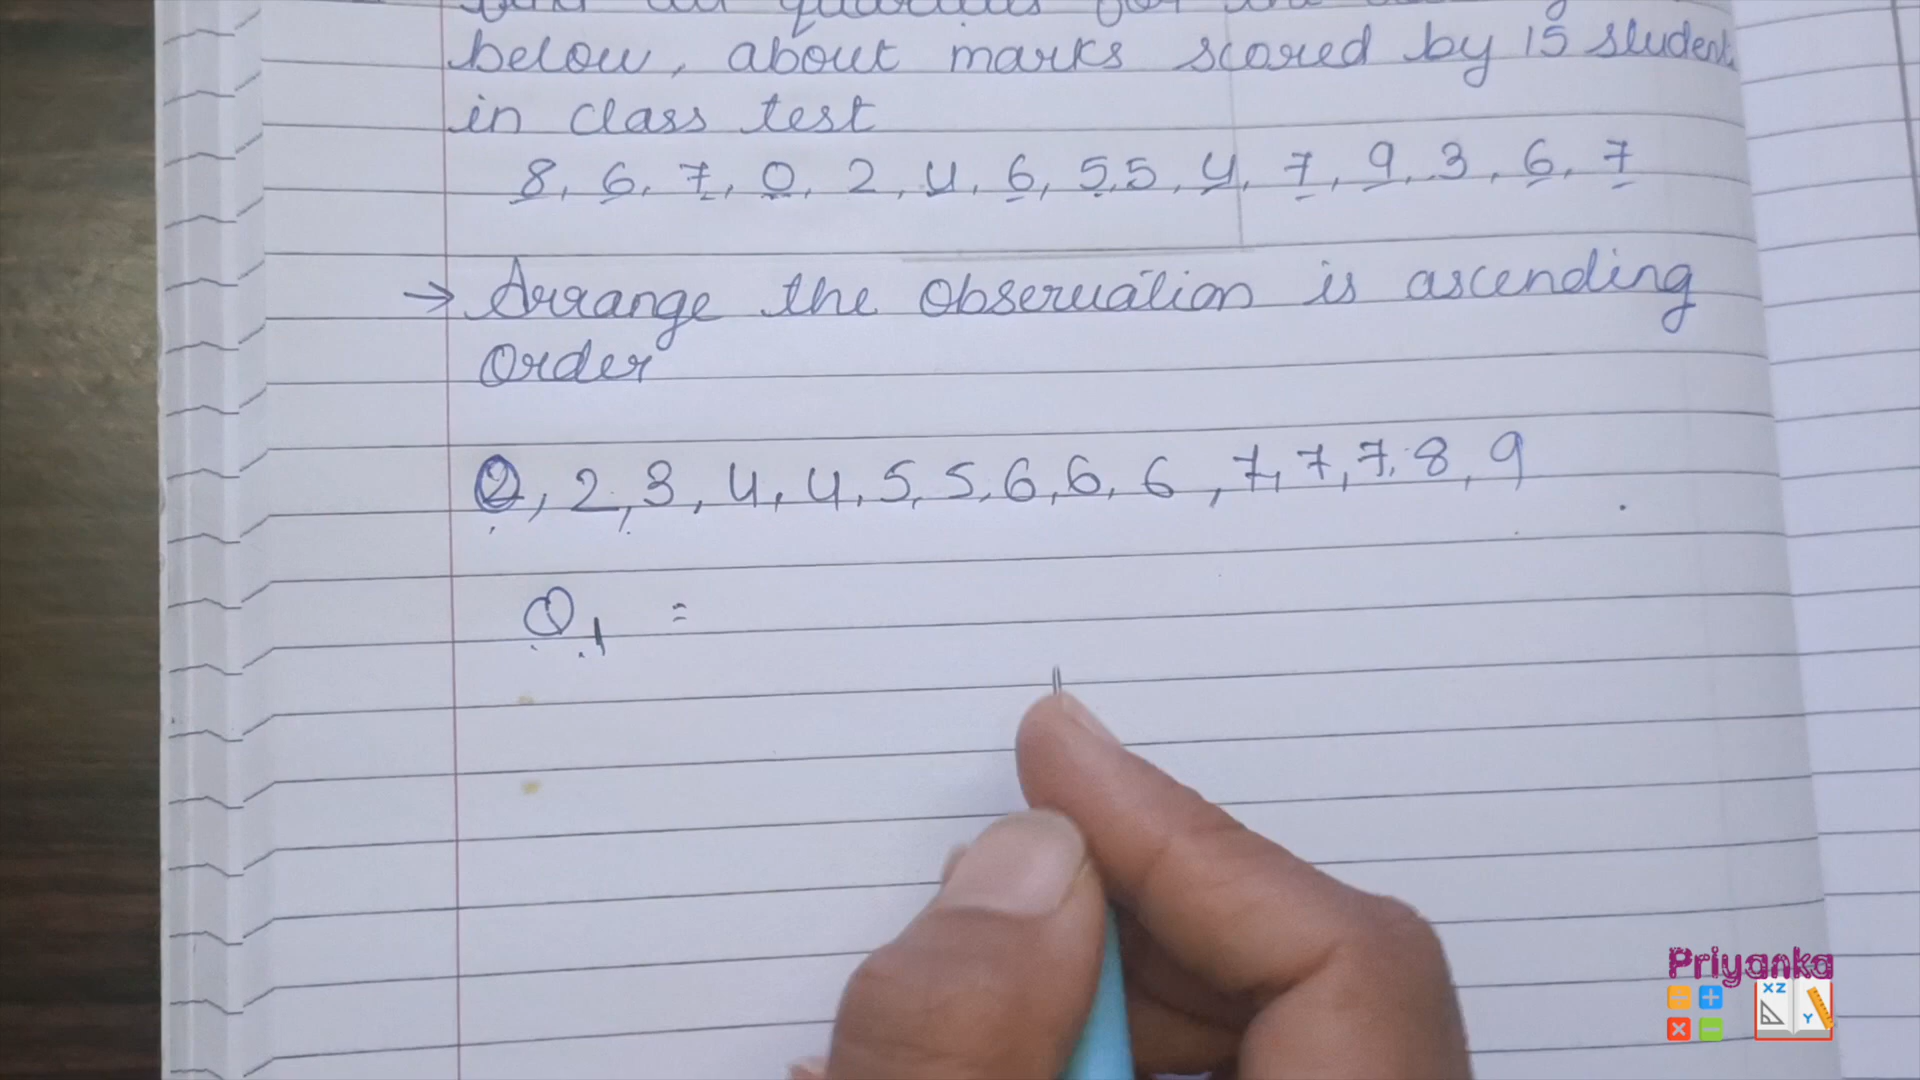 below, about marks scored by 15 student
in class test
8, 6, 7, 0, 2, 4, 6, 5, 5, 4, 7, 9, 3, 6, 7
→ Arrange the Observation is ascending
Order
0, 2, 3, 4, 4, 5, 5, 6, 6, 6, 7, 7, 7, 8, 9
Q1 =
Priyanka
XZ
Y